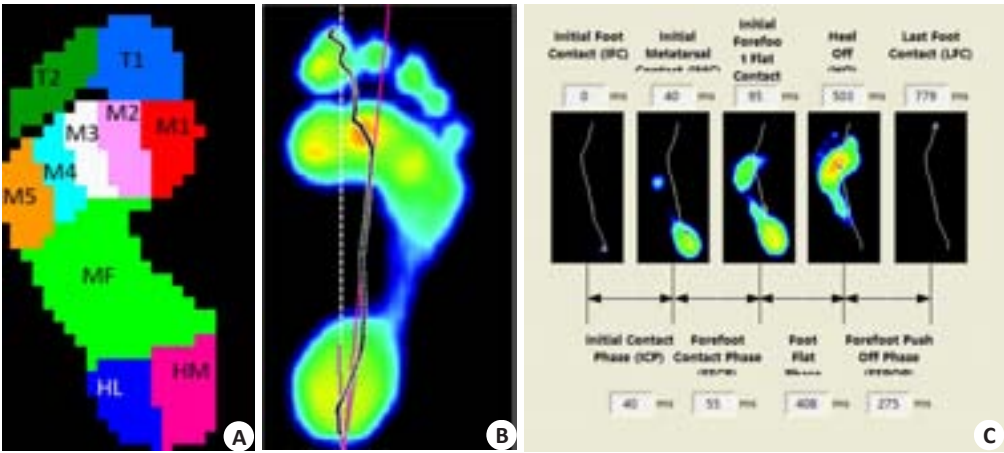 T1
T2
M2
M1
M3
M4
M5
MF
HM
HL
A
B
Initial Foot
Contact (IFC)
Initial
Metatarsal
Contact
Initial
Forefoo
t Flat
Contact
Heel
Off
Last Foot
Contact (LFC)
0 ms
40 ms
95 ms
503 ms
779 ms
Initial Contact
Phase (ICP)
Forefoot
Contact Phase
Foot
Flat
Forefoot Push
Off Phase
40 ms
55 ms
408 ms
275 ms
C